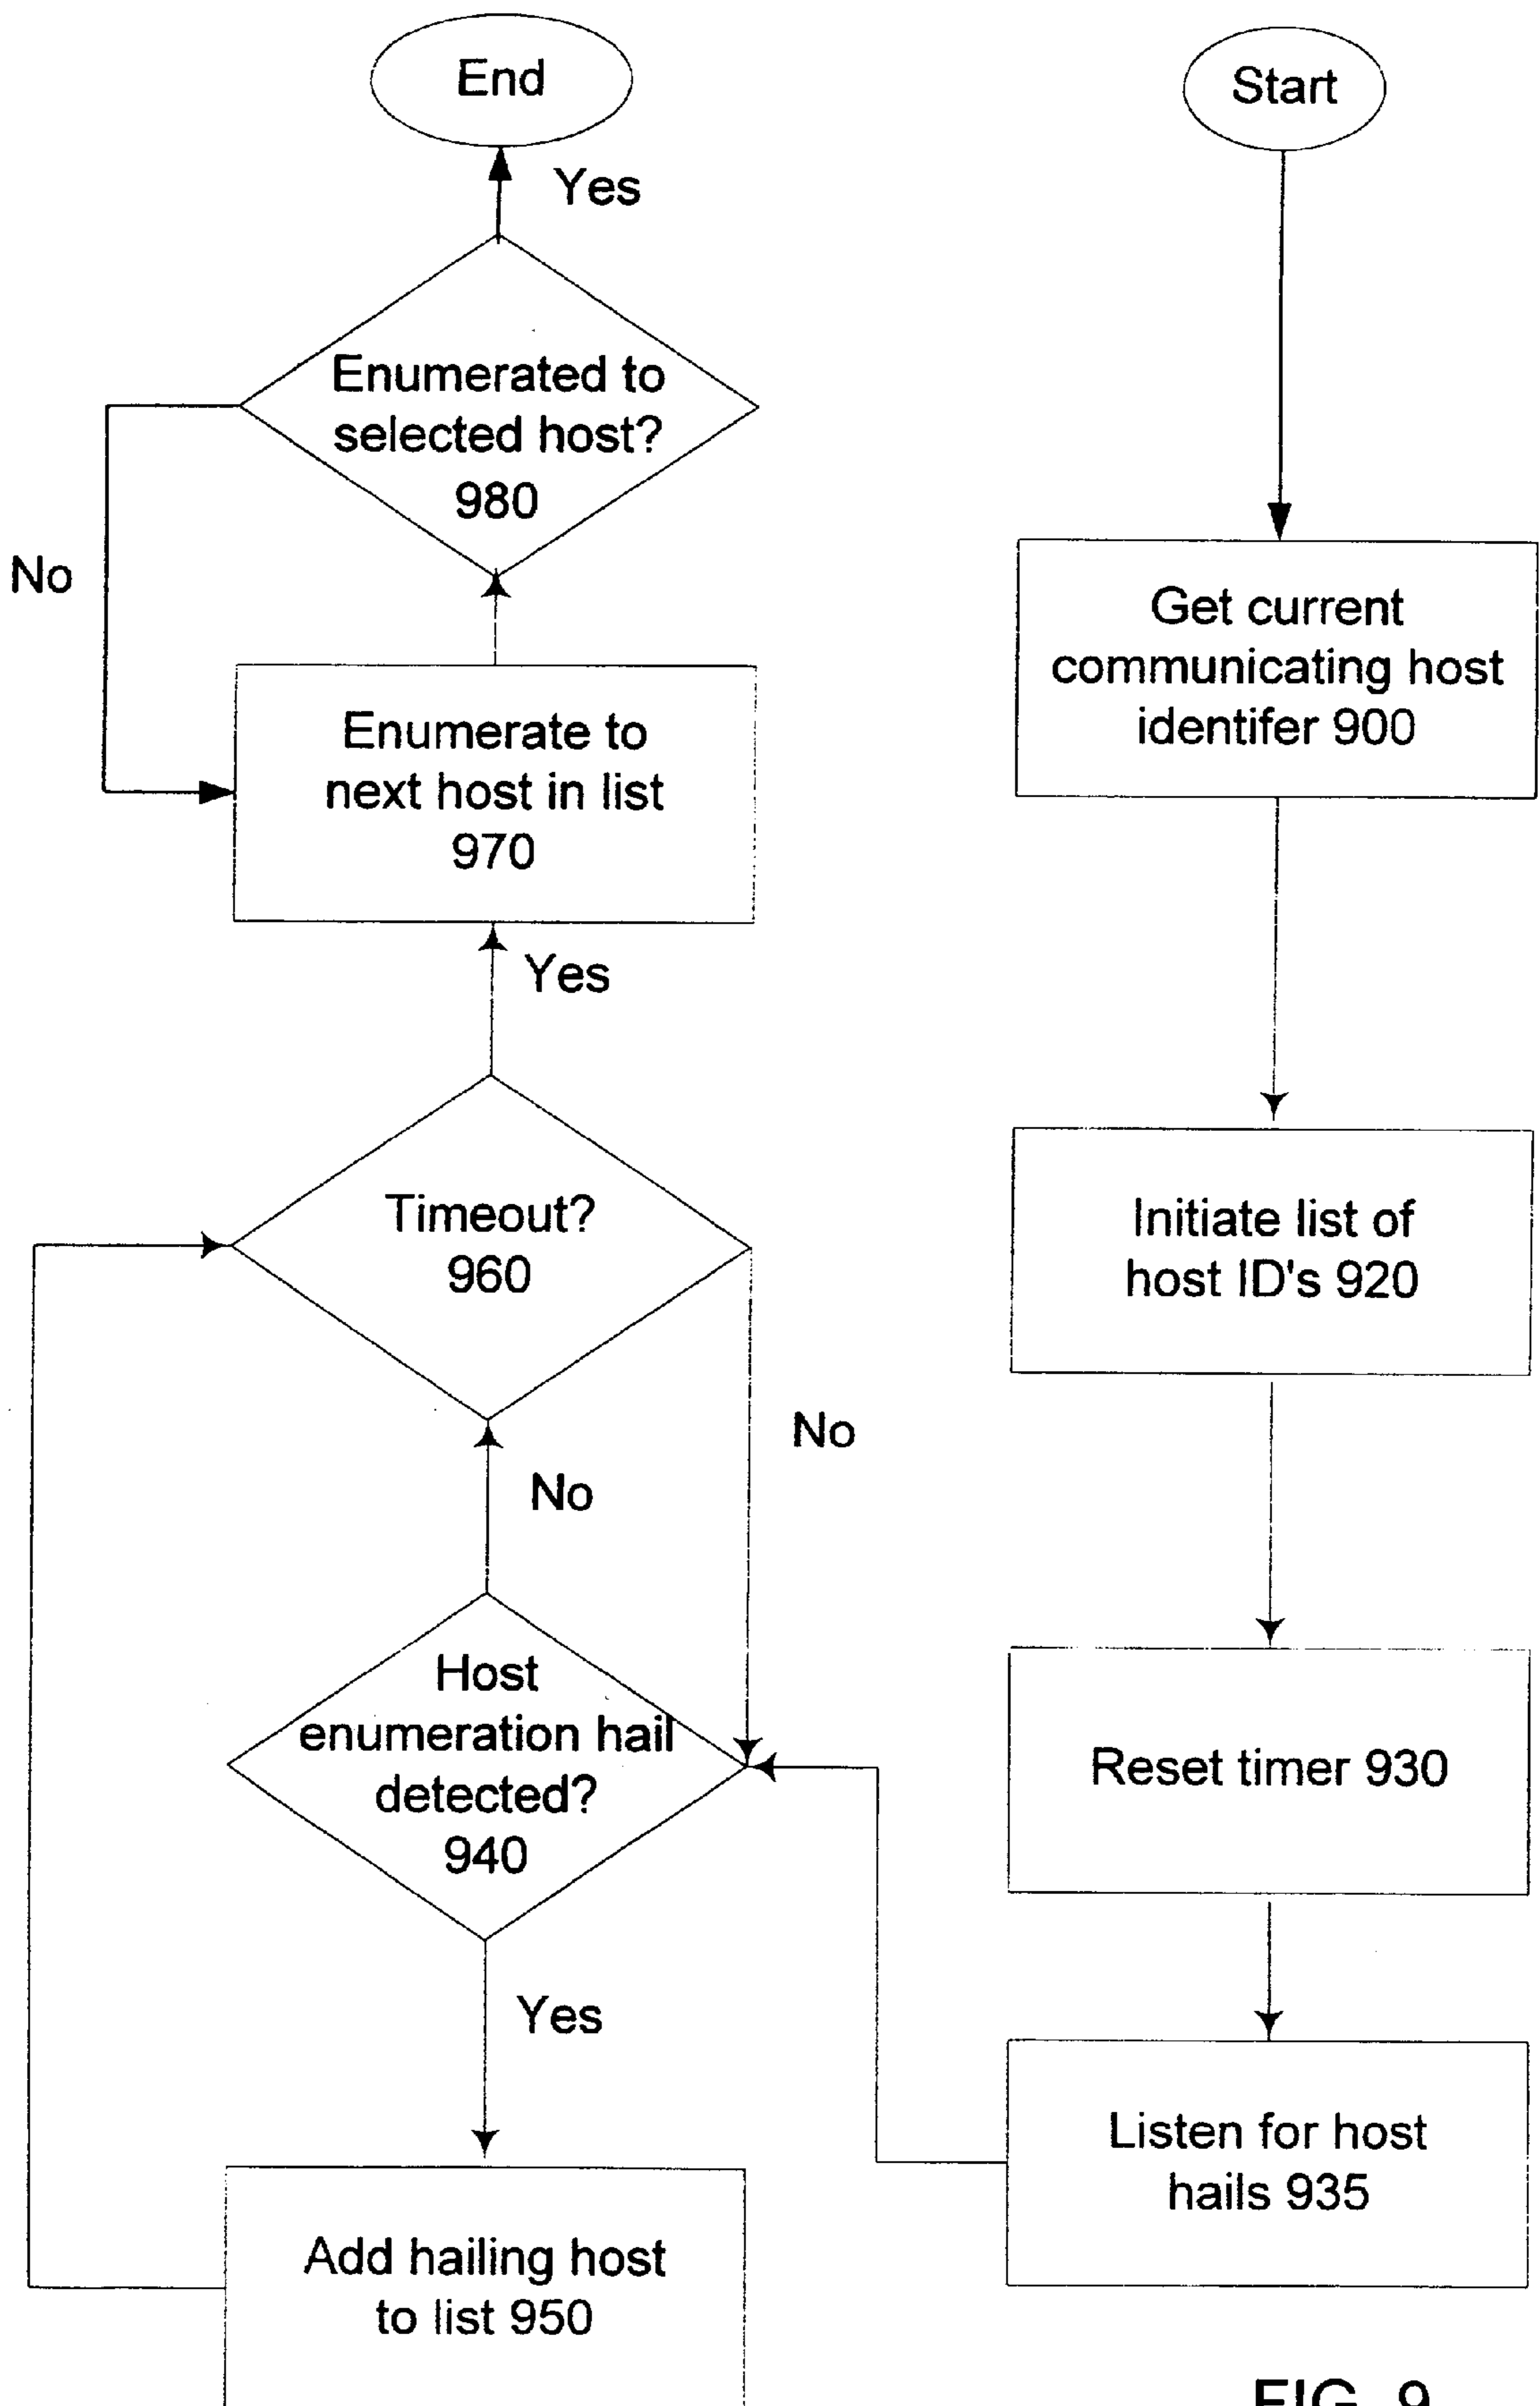 End
Start
Yes
Enumerated to
selected host?
980
No
Get current
communicating host
identifer 900
Enumerate to
next host in list
970
Yes
Initiate list of
host ID's 920
Timeout?
960
No
No
Host
enumeration hail
detected?
940
Reset timer 930
Yes
Listen for host
hails 935
Add hailing host
to list 950
FIG. 9